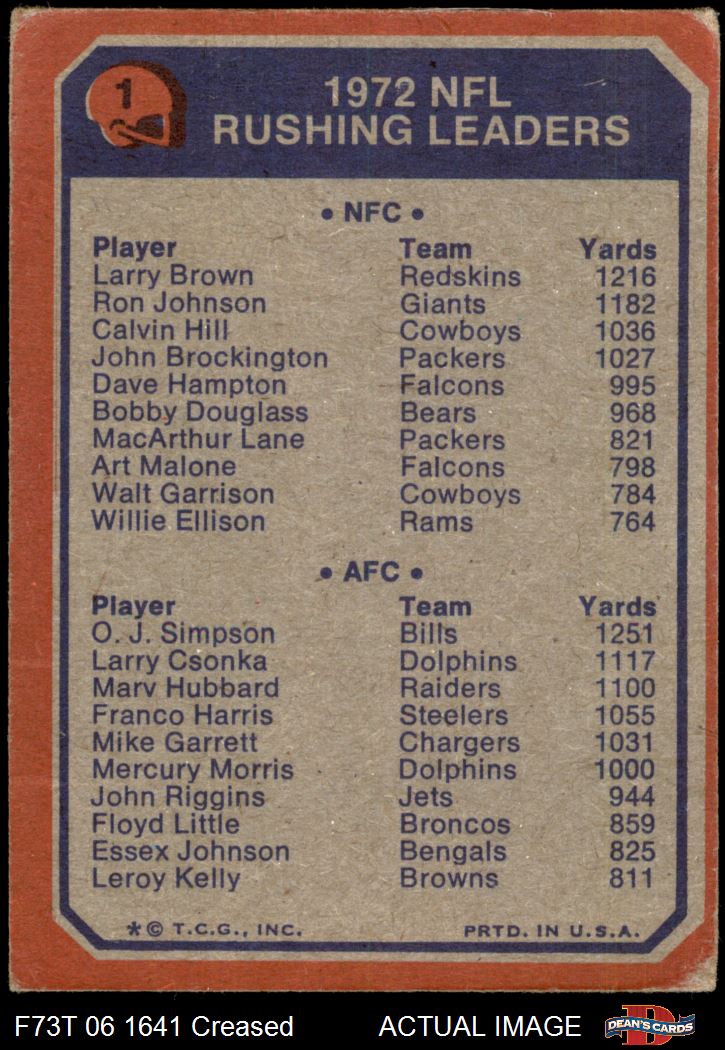 1
1972 NFL
RUSHING LEADERS
• NFC •
Player Team Yards
Larry Brown Redskins 1216
Ron Johnson Giants 1182
Calvin Hill Cowboys 1036
John Brockington Packers 1027
Dave Hampton Falcons 995
Bobby Douglass Bears 968
MacArthur Lane Packers 821
Art Malone Falcons 798
Walt Garrison Cowboys 784
Willie Ellison Rams 764
• AFC •
Player Team Yards
O. J. Simpson Bills 1251
Larry Csonka Dolphins 1117
Marv Hubbard Raiders 1100
Franco Harris Steelers 1055
Mike Garrett Chargers 1031
Mercury Morris Dolphins 1000
John Riggins Jets 944
Floyd Little Broncos 859
Essex Johnson Bengals 825
Leroy Kelly Browns 811
*© T.C.G., INC. PRTD. IN U.S.A.
F73T 06 1641 Creased ACTUAL IMAGE D DEAN'S CARDS